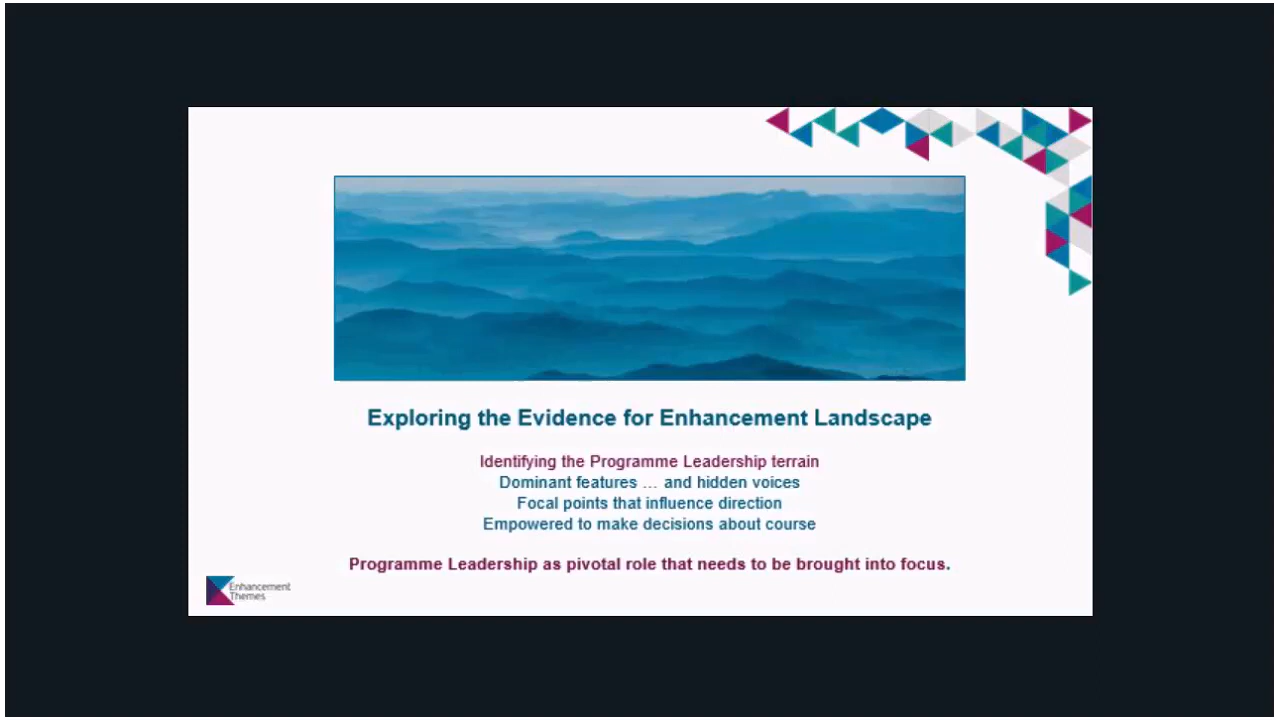 Exploring the Evidence for Enhancement Landscape
Identifying the Programme Leadership terrain
Dominant features … and hidden voices
Focal points that influence direction
Empowered to make decisions about course
Programme Leadership as pivotal role that needs to be brought into focus.
Enhancement
Themes